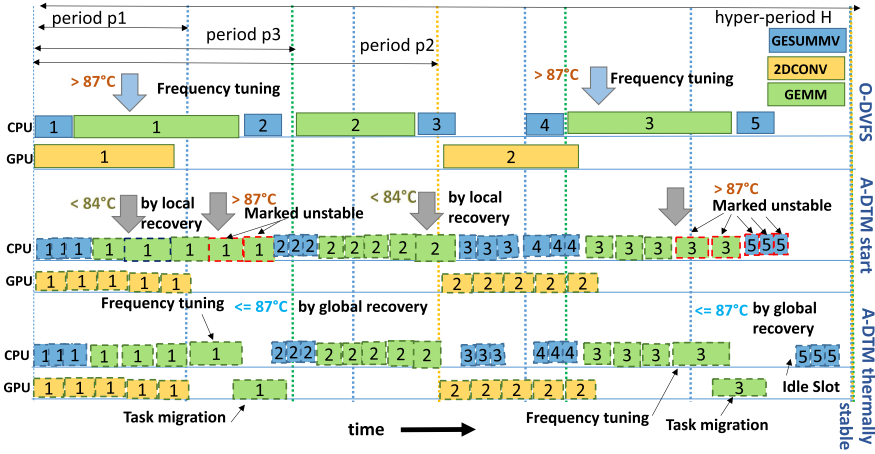 period p1
hyper-period H
period p3
period p2
GESUMMV
2DCONV
GEMM
> 87°C
Frequency tuning
> 87°C
Frequency tuning
O-DVFS
CPU
1
1
2
2
3
4
3
5
GPU
1
2
< 84°C
by local
recovery
> 87°C
Marked unstable
< 84°C
by local
recovery
> 87°C
Marked unstable
A-DTM start
CPU
1 1 1
1 1 1 1 1
2 2 2
2 2 2 2 2
3 3 3
4 4 4
3 3 3 3 3
5 5 5
GPU
1 1 1 1 1
2 2 2 2 2
Frequency tuning
<= 87°C
by global recovery
<= 87°C
by global
recovery
A-DTM thermally
stable
CPU
1 1 1
1 1 1
1
2 2 2
2 2 2 2 2
3 3 3
4 4 4
3 3 3
3
5 5 5
GPU
1 1 1 1 1
1
2 2 2 2 2
3
Idle Slot
Task migration
Frequency tuning
Task migration
time